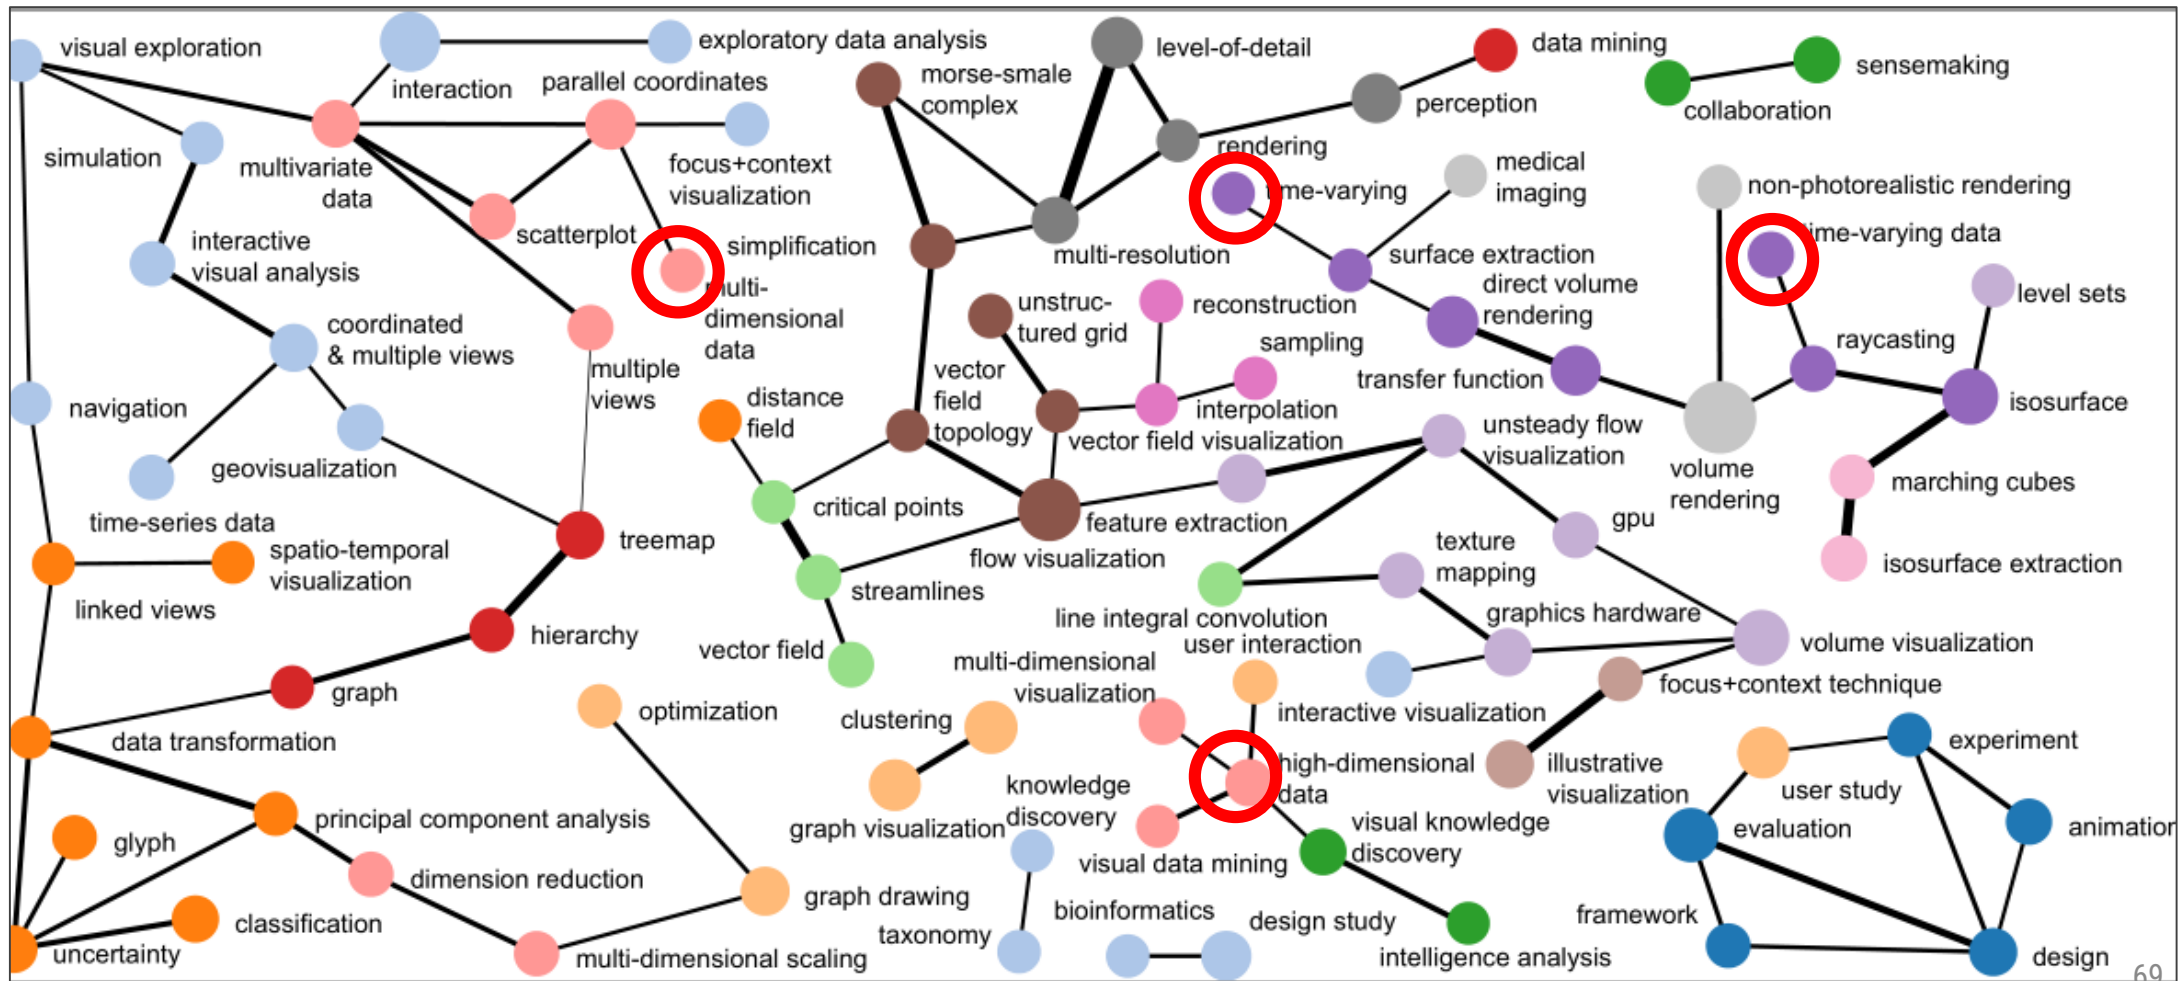 visual exploration
interaction
exploratory data analysis
parallel coordinates
morse-smale
complex
level-of-detail
data mining
perception
sensemaking
collaboration
simulation
multivariate
data
focus+context
visualization
rendering
time-varying
medical
imaging
non-photorealistic rendering
scatterplot
simplification
multi-resolution
surface extraction
time-varying data
interactive
visual analysis
multi-
dimensional
data
unstruc-
tured grid
reconstruction
direct volume
rendering
level sets
coordinated
& multiple views
multiple
views
sampling
raycasting
navigation
distance
field
vector
field
topology
interpolation
transfer function
isosurface
vector field visualization
unsteady flow
visualization
geovisualization
volume
rendering
marching cubes
time-series data
critical points
feature extraction
gpu
spatio-temporal
visualization
treemap
flow visualization
texture
mapping
isosurface extraction
linked views
streamlines
line integral convolution
graphics hardware
hierarchy
vector field
user interaction
volume visualization
graph
multi-dimensional
visualization
focus+context technique
optimization
clustering
interactive visualization
data transformation
experiment
high-dimensional
data
illustrative
visualization
knowledge
discovery
user study
principal component analysis
graph visualization
visual knowledge
discovery
evaluation
animation
glyph
visual data mining
dimension reduction
graph drawing
bioinformatics
design study
framework
classification
taxonomy
intelligence analysis
uncertainty
multi-dimensional scaling
design
69